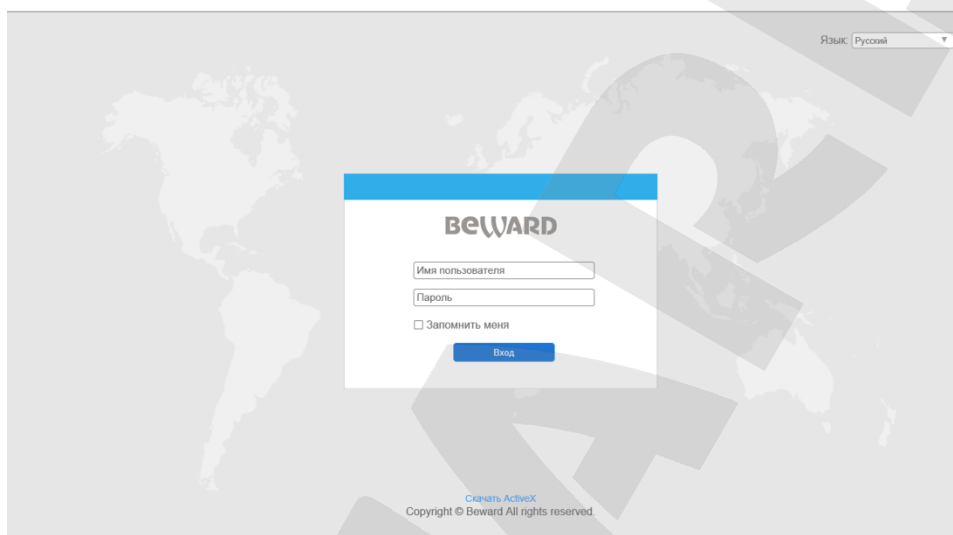 Язык: Русский
BEWARD
Имя пользователя
Пароль
Запомнить меня
Вход
Скачать ActiveX
Copyright © Beward All rights reserved.